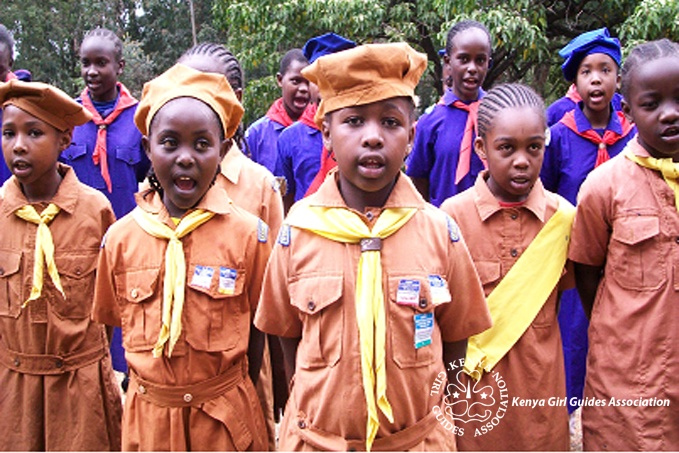 KENYA GIRL GUIDES ASSOCIATION
Kenya Girl Guides Association